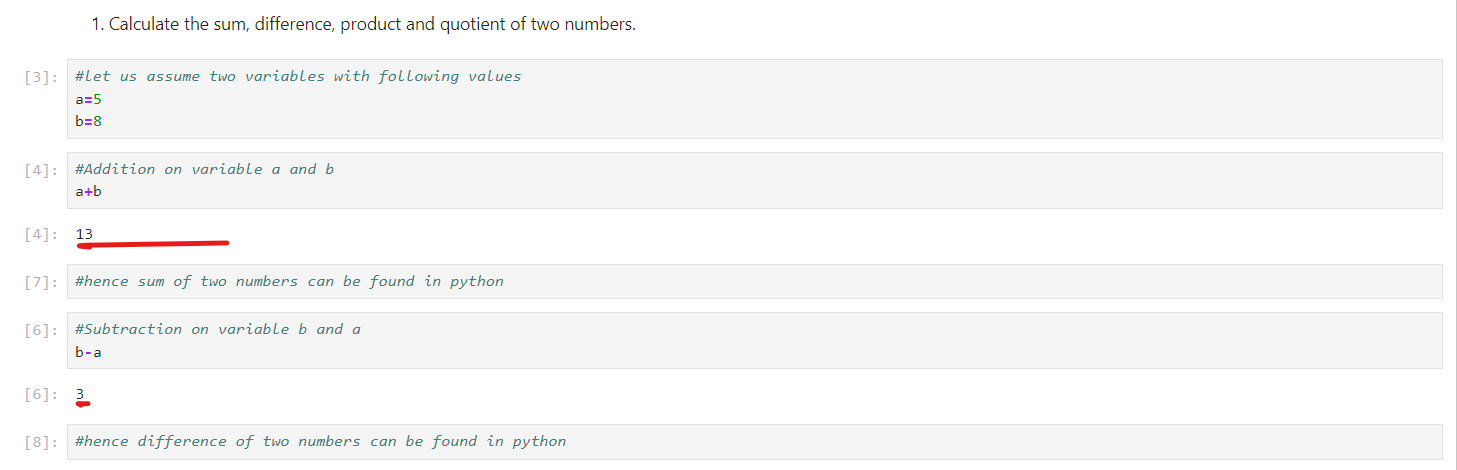 1. Calculate the sum, difference, product and quotient of two numbers.
[3]: #let us assume two variables with following values
a=5
b=8
[4]: #Addition on variable a and b
a+b
[4]: 13
[7]: #hence sum of two numbers can be found in python
[6]: #Subtraction on variable b and a
b-a
[6]: 3
[8]: #hence difference of two numbers can be found in python